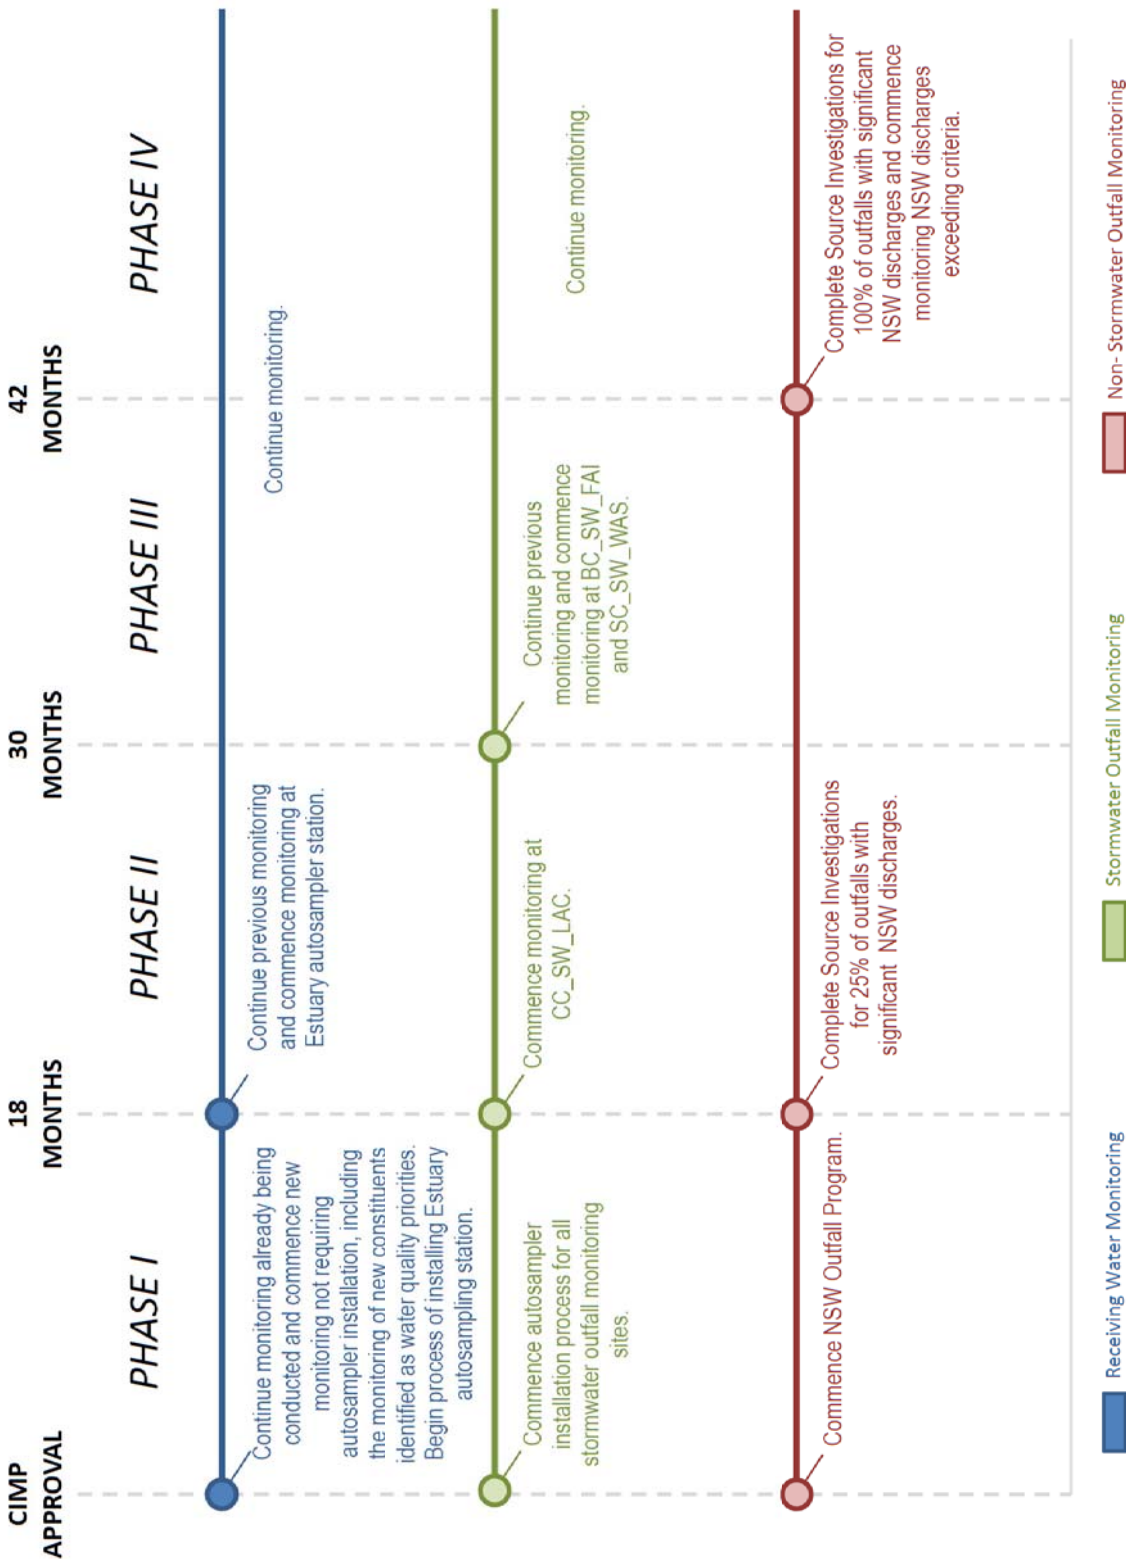 CIMP
APPROVAL
18
MONTHS
30
MONTHS
42
MONTHS
PHASE I
PHASE II
PHASE III
PHASE IV
Continue monitoring already being
conducted and commence new
monitoring not requiring
autosampler installation, including
the monitoring of new constituents
identified as water quality priorities.
Begin process of installing Estuary
autosampling station.
Continue previous monitoring
and commence monitoring at
Estuary autosampler station.
Continue monitoring.
Commence autosampler
installation process for all
stormwater outfall monitoring
sites.
Commence monitoring at
CC_SW_LAC.
Continue previous
monitoring and commence
monitoring at BC_SW_FAI
and SC_SW_WAS.
Continue monitoring.
Commence NSW Outfall Program.
Complete Source Investigations
for 25% of outfalls with
significant NSW discharges.
Complete Source Investigations for
100% of outfalls with significant
NSW discharges and commence
monitoring NSW discharges
exceeding criteria.
Receiving Water Monitoring
Stormwater Outfall Monitoring
Non- Stormwater Outfall Monitoring